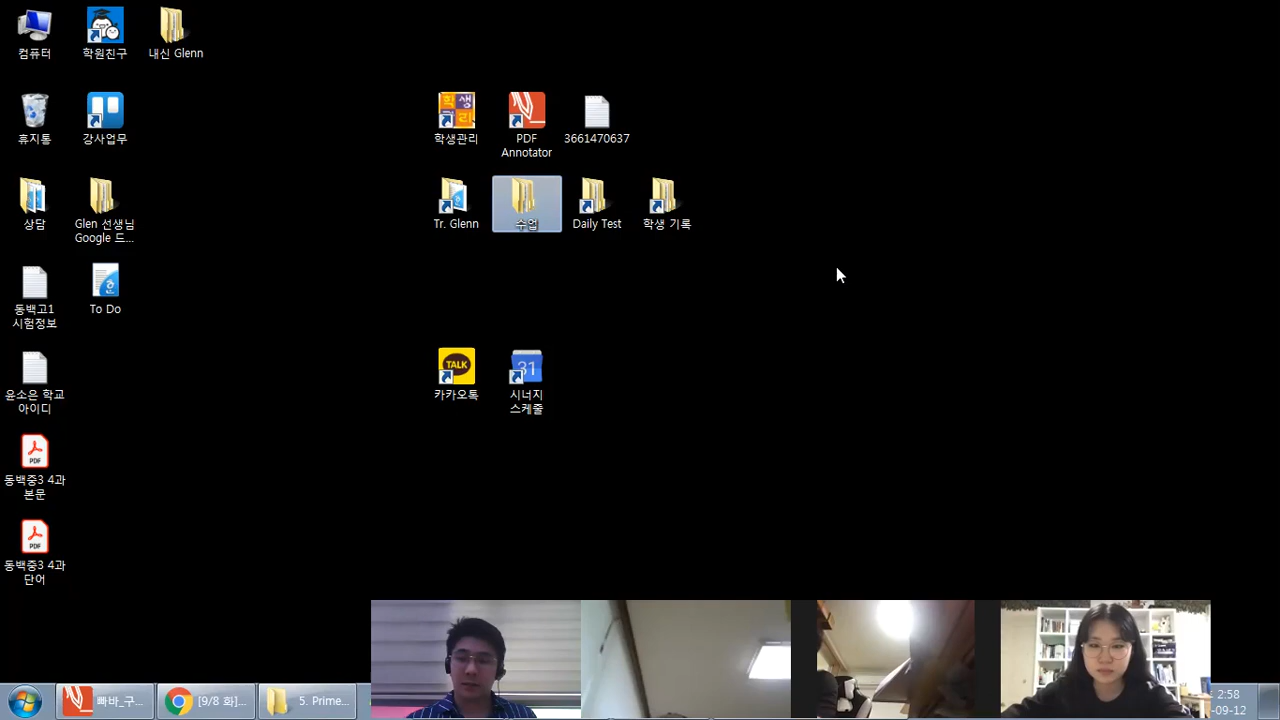 컴퓨터
학원친구
내신 Glenn
휴지통
강사업무
학생관리
PDF
Annotator
3661470637
상담
Glen 선생님
Google 드...
Tr. Glenn
수업
Daily Test
학생 기록
동백고1
시험정보
To Do
윤소은 학교
아이디
TALK
카카오톡
31
시너지
스케줄
PDF
동백중3 4과
본문
PDF
동백중3 4과
단어
빠바_구...
[9/8 화]...
5. Prime...
2:58
-09-12